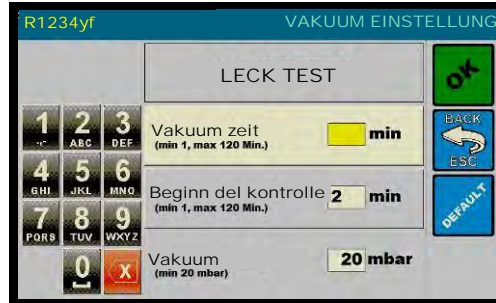 R1234yf VAKUUM EINSTELLUNG
LECK TEST
OK
1 2 ABC 3 DEF
4 GHI 5 JKL 6 MNO
7 PQRS 8 TUV 9 WXYZ
0 X
Vakuum zeit min
(min 1, max 120 Min.)
Beginn del kontrolle 2 min
(min 1, max 120 Min.)
Vakuum 20 mbar
(min 20 mbar)
BACK
ESC
DEFAULT